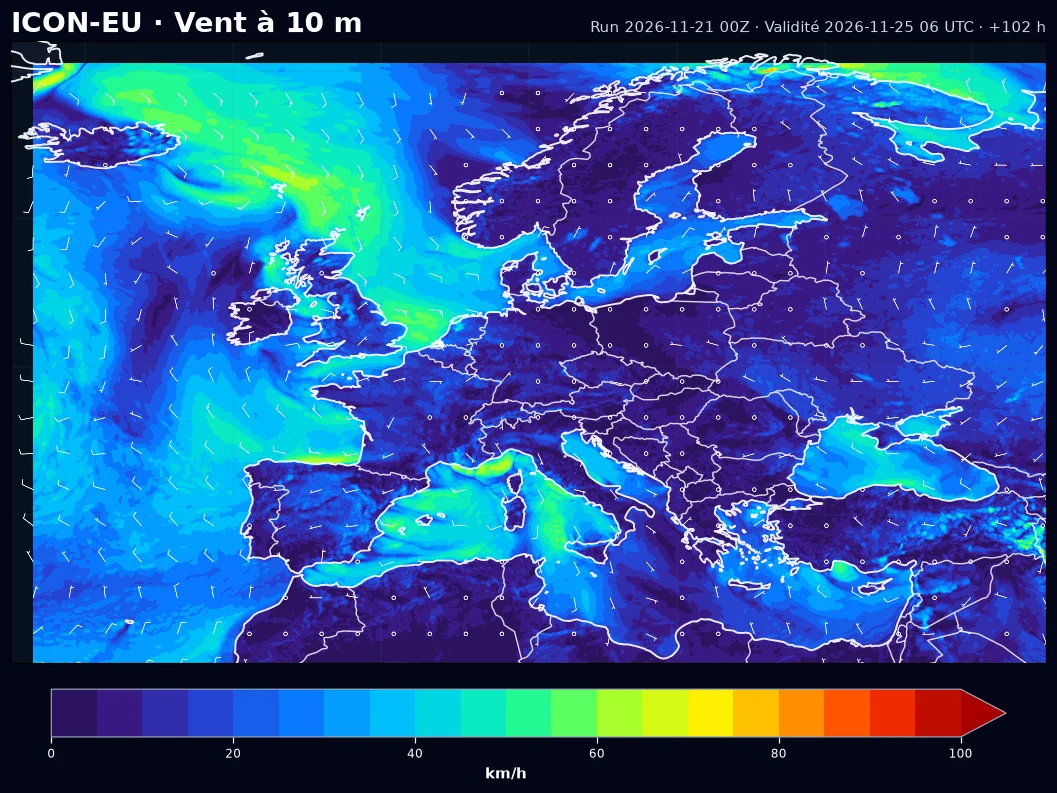 ICON-EU · Vent à 10 m
Run 2026-11-21 00Z · Validité 2026-11-25 06 UTC · +102 h
0 20 40 60 80 100
km/h